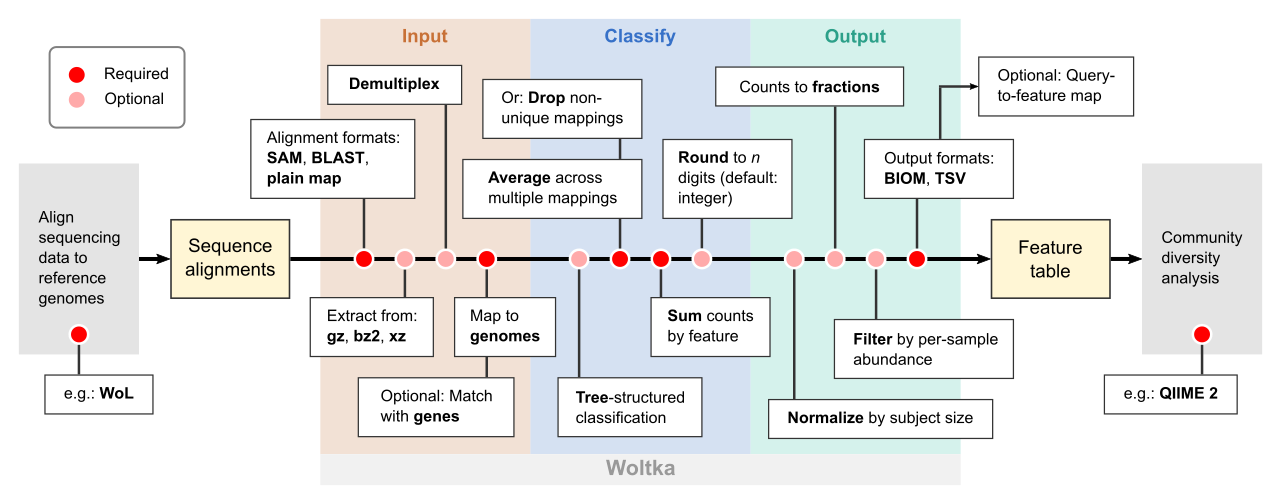 Input
Classify
Output
Required
Optional
Demultiplex
Alignment formats:
SAM, BLAST,
plain map
Or: Drop non-
unique mappings
Average across
multiple mappings
Round to n
digits (default:
integer)
Counts to fractions
Output formats:
BIOM, TSV
Optional: Query-
to-feature map
Align
sequencing
data to
reference
genomes
e.g.: WoL
Sequence
alignments
Extract from:
gz, bz2, xz
Map to
genomes
Optional: Match
with genes
Tree-structured
classification
Sum counts
by feature
Normalize by subject size
Filter by per-sample
abundance
Feature
table
Community
diversity
analysis
e.g.: QIIME 2
Woltka